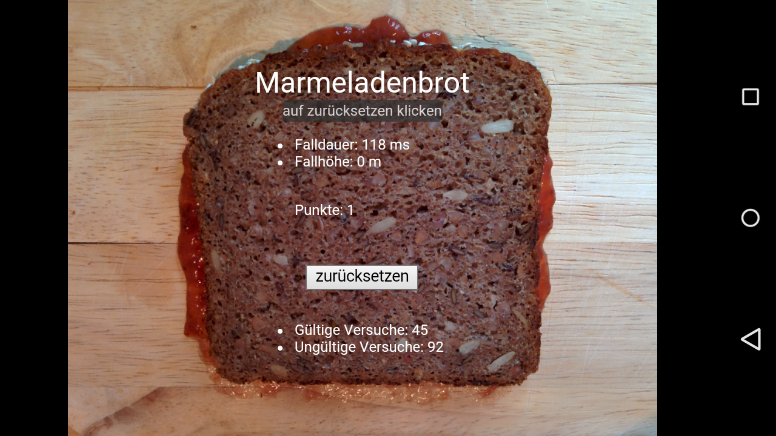 Marmeladenbrot
auf zurücksetzen klicken
Falldauer: 118 ms
Fallhöhe: 0 m
Punkte: 1
zurücksetzen
Gültige Versuche: 45
Ungültige Versuche: 92